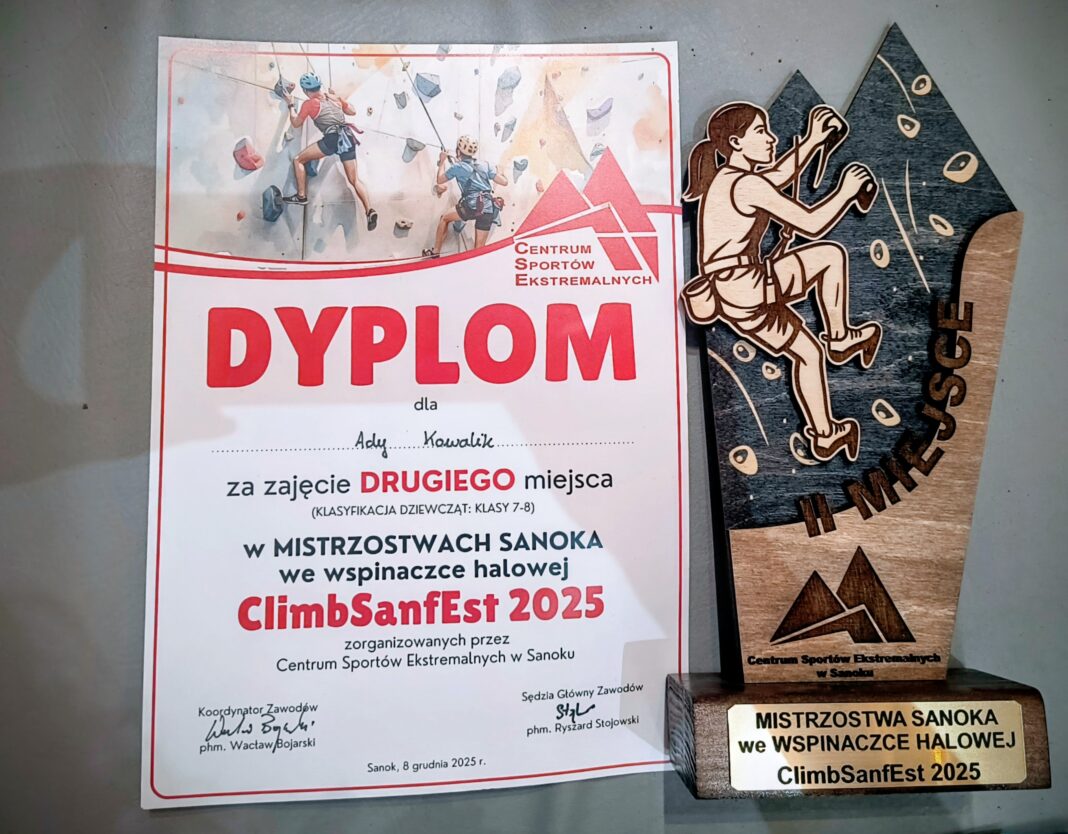 CENTRUM
SPORTÓW
EKSTREMALNYCH
DYPLOM
dla
Ady Kowalik
za zajęcie DRUGIEGO miejsca
(KLASYFIKACJA DZIEWCZĄT: KLASY 7-8)
w MISTRZOSTWACH SANOKA
we wspinaczce halowej
ClimbSanfEst 2025
zorganizowanych przez
Centrum Sportów Ekstremalnych w Sanoku
Koordynator Zawodów
phm. Wacław Bojarski
Sędzia Główny Zawodów
phm. Ryszard Stojowski
Sanok, 8 grudnia 2025 r.
II MIEJSCE
Centrum Sportów Ekstremalnych
w Sanoku
MISTRZOSTWA SANOKA
we WSPINACZCE HALOWEJ
ClimbSanfEst 2025